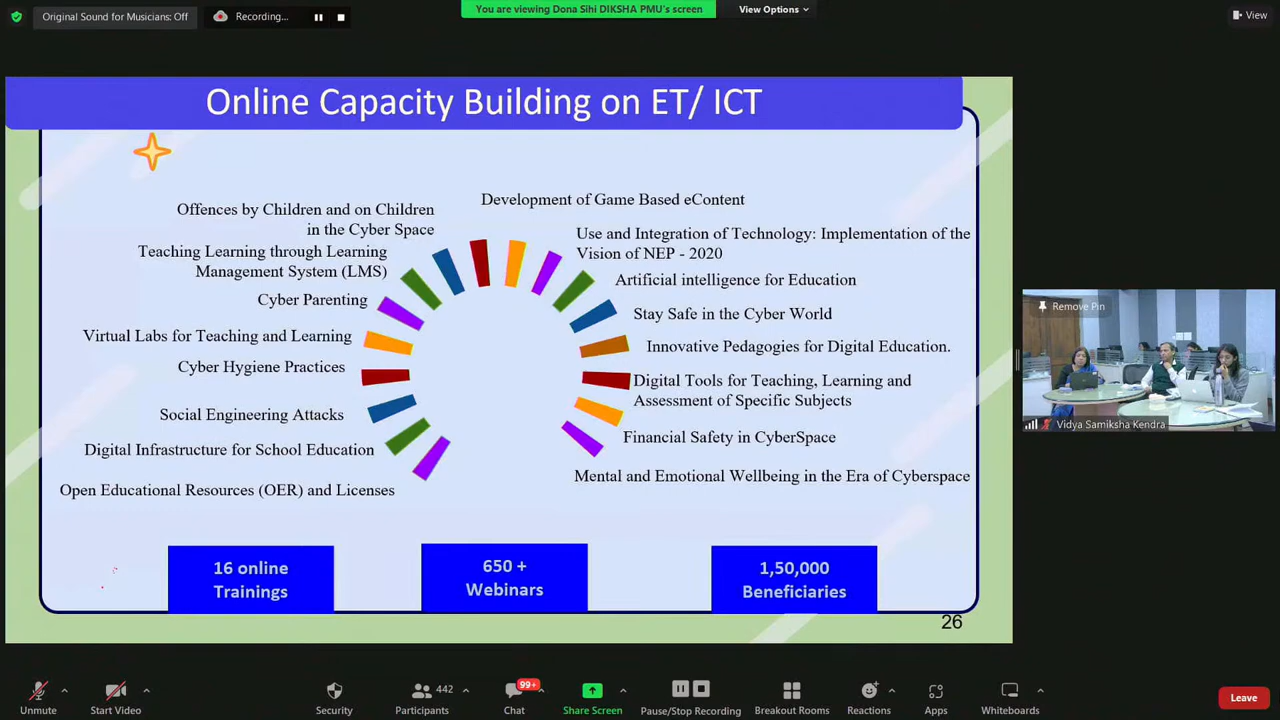 Original Sound for Musicians: Off
Recording...
You are viewing Dona Sihi DIKSHA PMU's screen
View Options
View
Online Capacity Building on ET/ ICT
Offences by Children and on Children
in the Cyber Space
Teaching Learning through Learning
Management System (LMS)
Cyber Parenting
Virtual Labs for Teaching and Learning
Cyber Hygiene Practices
Social Engineering Attacks
Digital Infrastructure for School Education
Open Educational Resources (OER) and Licenses
Development of Game Based eContent
Use and Integration of Technology: Implementation of the
Vision of NEP - 2020
Artificial intelligence for Education
Stay Safe in the Cyber World
Innovative Pedagogies for Digital Education.
Digital Tools for Teaching, Learning and
Assessment of Specific Subjects
Financial Safety in CyberSpace
Mental and Emotional Wellbeing in the Era of Cyberspace
16 online
Trainings
650 +
Webinars
1,50,000
Beneficiaries
26
Remove Pin
Vidya Samiksha Kendra
Unmute
Start Video
Security
442
Participants
99+
Chat
Share Screen
Pause/Stop Recording
Breakout Rooms
Reactions
Apps
Whiteboards
Leave